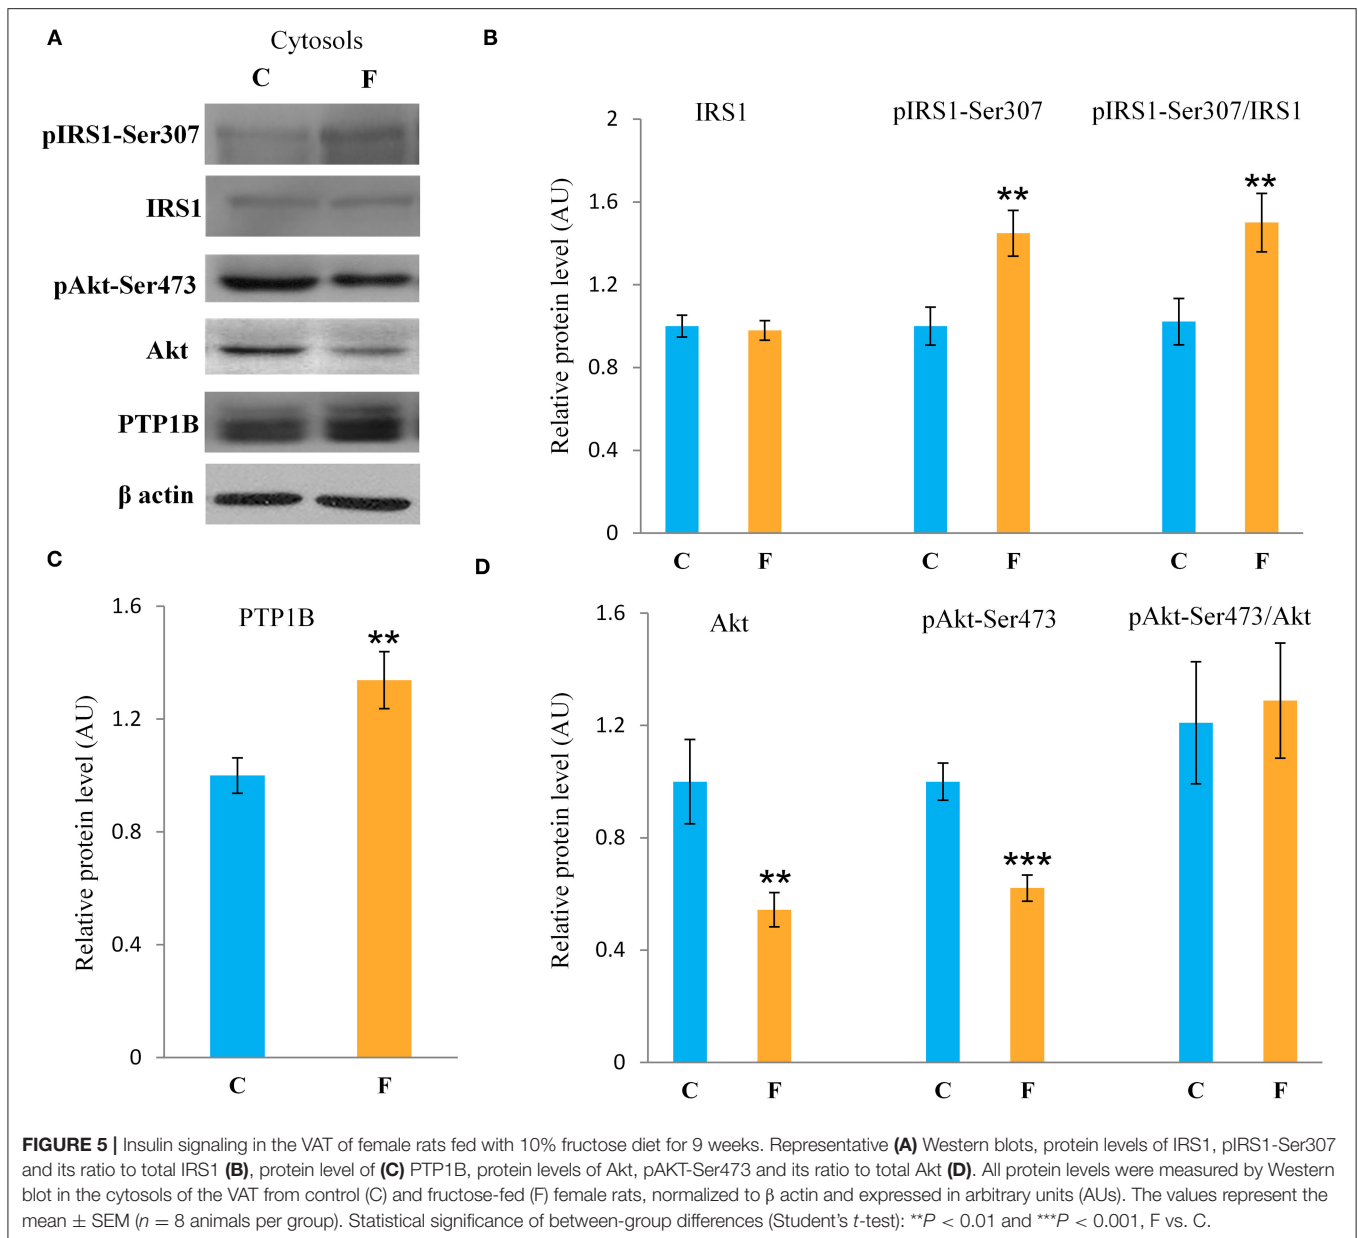 A
Cytosols
C F
pIRS1-Ser307
IRS1
pAkt-Ser473
Akt
PTP1B
β actin
B
IRS1 pIRS1-Ser307 pIRS1-Ser307/IRS1
Relative protein level (AU)
2
1.6
1.2
0.8
0.4
0
** **
C F C F C F
C
PTP1B
Relative protein level (AU)
1.6
1.2
0.8
0.4
0
**
C F
D
Akt pAkt-Ser473 pAkt-Ser473/Akt
Relative protein level (AU)
1.6
1.2
0.8
0.4
0
** ***
C F C F C F
FIGURE 5 | Insulin signaling in the VAT of female rats fed with 10% fructose diet for 9 weeks. Representative (A) Western blots, protein levels of IRS1, pIRS1-Ser307
and its ratio to total IRS1 (B), protein level of (C) PTP1B, protein levels of Akt, pAKT-Ser473 and its ratio to total Akt (D). All protein levels were measured by Western
blot in the cytosols of the VAT from control (C) and fructose-fed (F) female rats, normalized to β actin and expressed in arbitrary units (AUs). The values represent the
mean ± SEM (n = 8 animals per group). Statistical significance of between-group differences (Student's t-test): **P < 0.01 and ***P < 0.001, F vs. C.